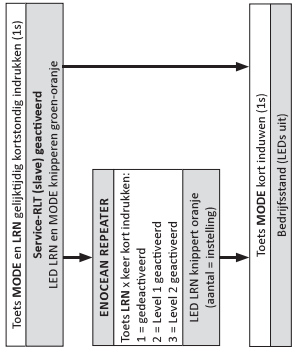 Toets MODE en LRN gelijktijdig kortstondig indrukken (1s)
Service-RLT (slave) geactiveerd
LED LRN en MODE knipperen groen-oranje
ENOCEAN REPEATER
Toets LRN x keer kort indrukken:
1 = gedeactiveerd
2 = Level 1 geactiveerd
3 = Level 2 geactiveerd
LED LRN knippert oranje
(aantal = instelling)
Toets MODE kort induwen (1s)
Bedrijfsstand (LEDs uit)